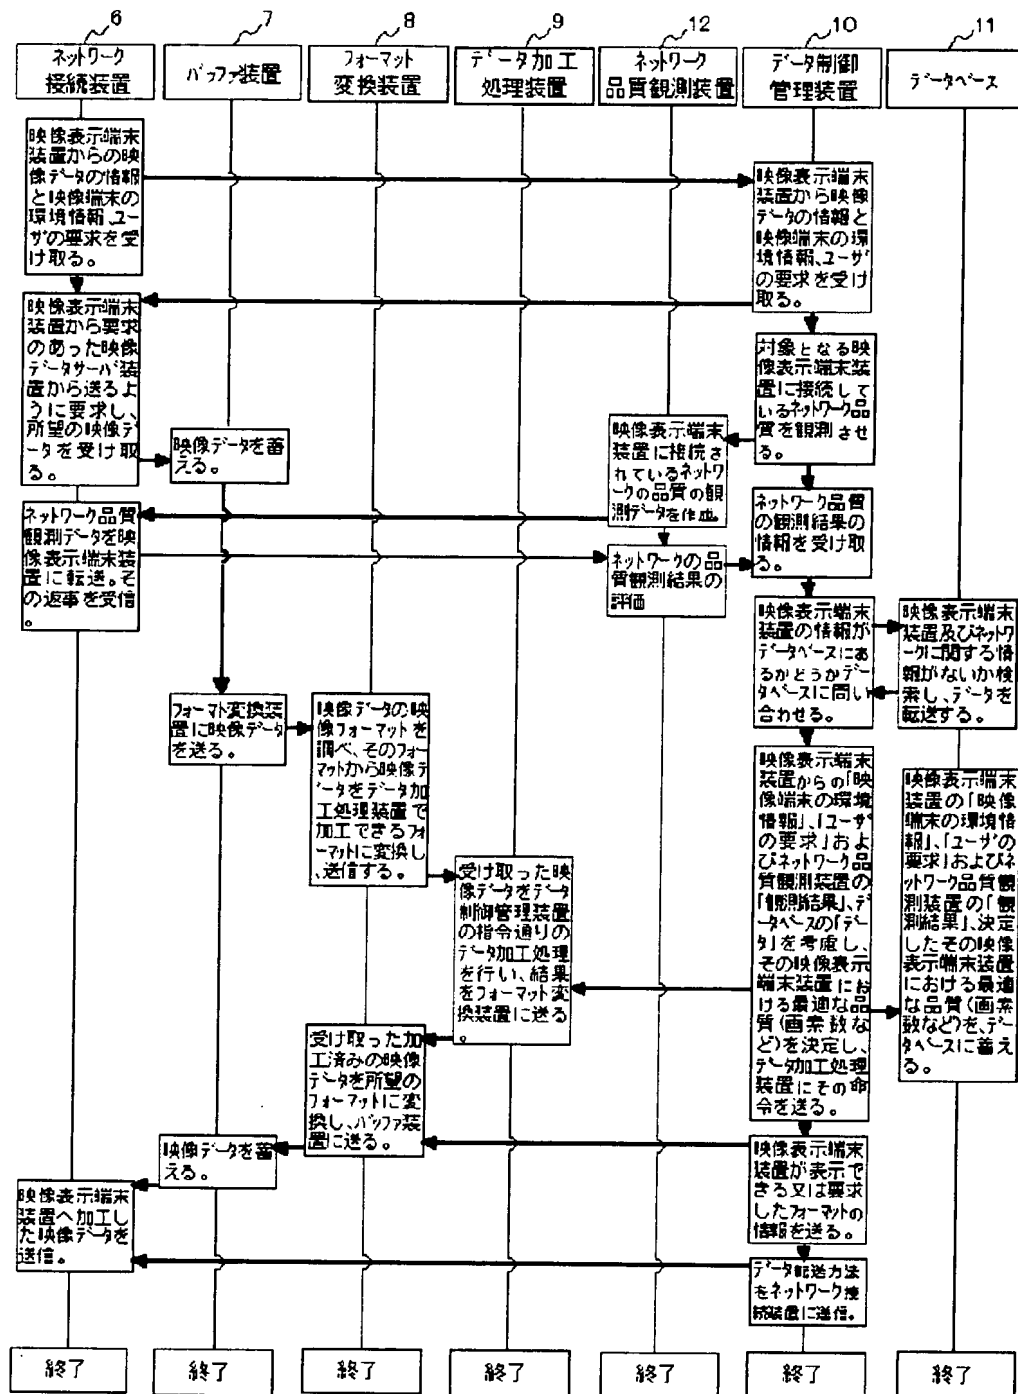 6
7
8
9
12
10
11
ネットワーク
接続装置
バッファ装置
フォーマット
変換装置
データ加工
処理装置
ネットワーク
品質観測装置
データ制御
管理装置
データベース
映像表示端末
装置からの映
像データの情報
と映像端末の
環境情報、ユー
ザの要求を受
け取る。
映像表示端末
装置から映像
データの情報と
映像端末の環
境情報、ユーザ
の要求を受け
取る。
映像表示端末
装置から要求
のあった映像
データサーバ装
置から送るよ
うに要求し、
所望の映像デ
ータを受け取
る。
映像データを蓄
える。
対象となる映
像表示端末装
置に接続して
いるネットワーク品
質を観測させ
る。
映像表示端末
装置に接続さ
れているネットワ
ークの品質の観
測データを作成。
ネットワーク品質
観測データを映
像表示端末装
置に転送。そ
の返事を受信
。
ネットワークの品
質観測結果の
評価
ネットワーク品質
の観測結果の
情報を受け取
る。
映像表示端末
装置の情報が
データベースにあ
るかどうかデー
タベースに問い
合わせる。
映像表示端末
装置及びネットワ
ークに関する情
報がないか検
索し、データを
転送する。
フォーマット変換装
置に映像データ
を送る。
映像データの映
像フォーマットを
調べ、そのフォー
マットから映像デ
ータをデータ加
工処理装置で
加工できるフォ
ーマットに変換し
、送信する。
受け取った映
像データをデータ
制御管理装置
の指令通りの
データ加工処理
を行い、結果
をフォーマット変
換装置に送る
。
映像表示端末
装置からの「映
像端末の環境
情報」、「ユーザ
の要求」およ
びネットワーク品
質観測装置の
「観測結果」、デ
ータベースの「デー
タ」を考慮し、
その映像表示
端末装置にお
ける最適な品
質(画素数な
ど)を決定し、
データ加工処理
装置にその命
令を送る。
映像表示端末
装置の「映像
端末の環境情
報」、「ユーザの
要求」およびネ
ットワーク品質観
測装置の「観
測結果」、決定
したその映像
表示端末装置
における最適
な品質(画素
数など)を、デー
タベースに蓄え
る。
受け取った加
工済みの映像
データを所望の
フォーマットに変
換し、バッファ装
置に送る。
映像データを蓄
える。
映像表示端末
装置が表示で
きる又は要求
したフォーマットの
情報を送る。
映像表示端末
装置へ加工し
た映像データを
送信。
データ転送方法
をネットワーク接
続装置に送信。
終了
終了
終了
終了
終了
終了
終了